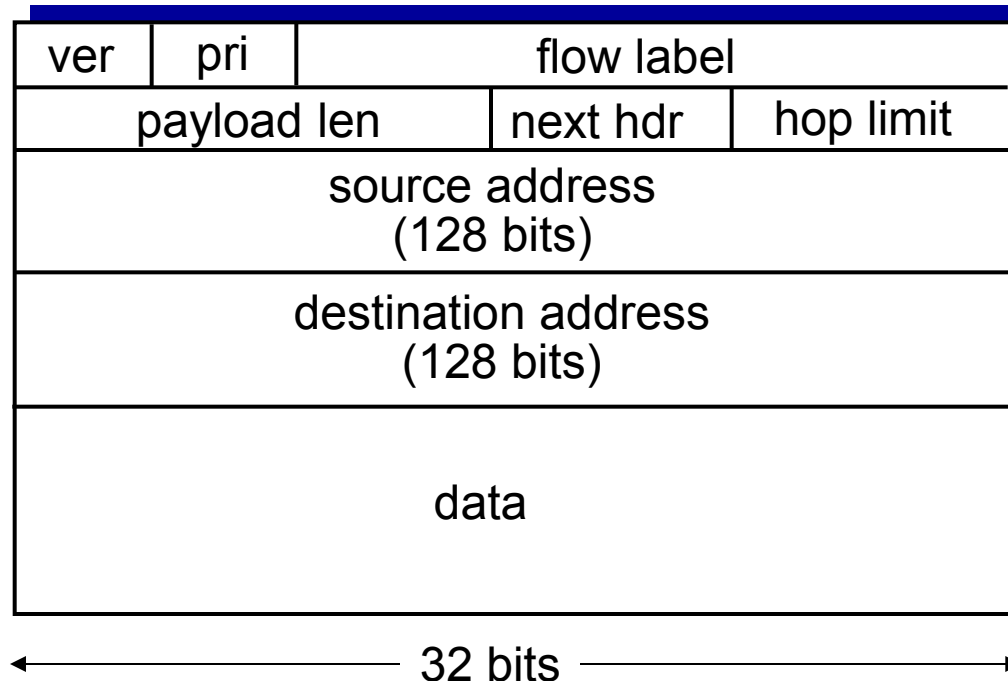 ver pri flow label
payload len next hdr hop limit
source address
(128 bits)
destination address
(128 bits)
data
32 bits